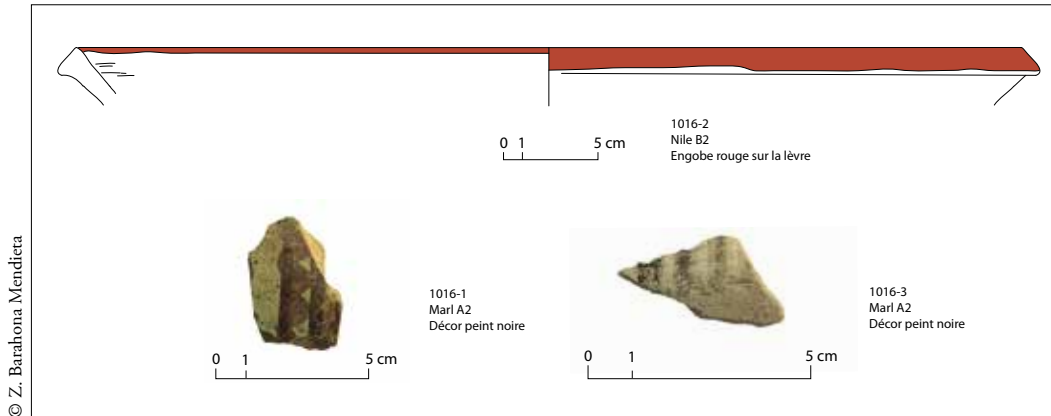 0 1 5 cm
1016-2
Nile B2
Engobe rouge sur la lèvre
1016-1
Marl A2
Décor peint noire
0 1 5 cm
1016-3
Marl A2
Décor peint noire
0 1 5 cm
© Z. Barahona Mendieta